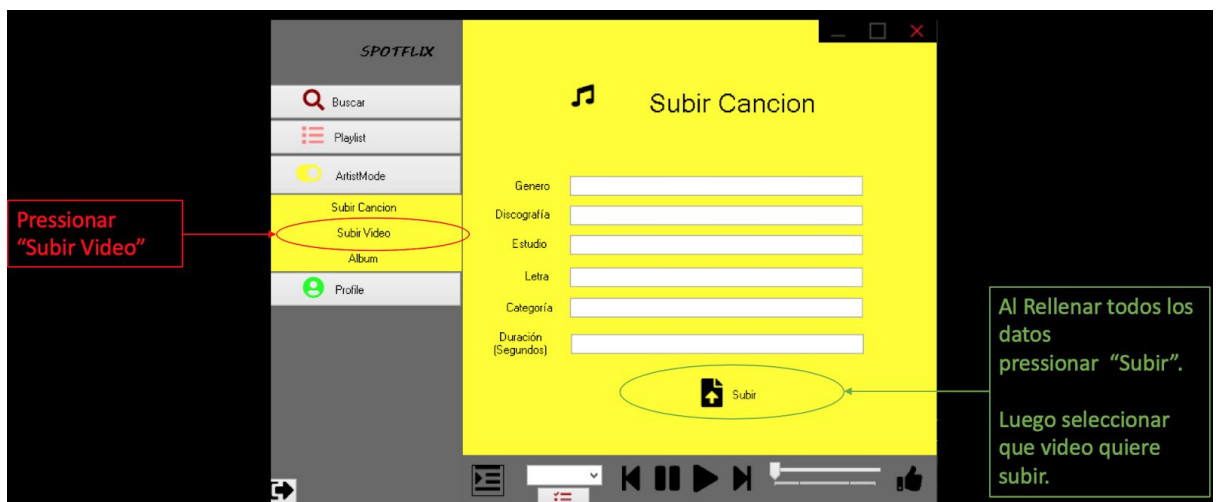 SPOTFLIX
Buscar
Playlist
ArtistMode
Subir Cancion
Subir Video
Album
Profile
Pressionar
“Subir Video”
Subir Cancion
Genero
Discografía
Estudio
Letra
Categoría
Duración
(Segundos)
Subir
Al Rellenar todos los
datos
pressionar “Subir”.
Luego seleccionar
que video quiere
subir.